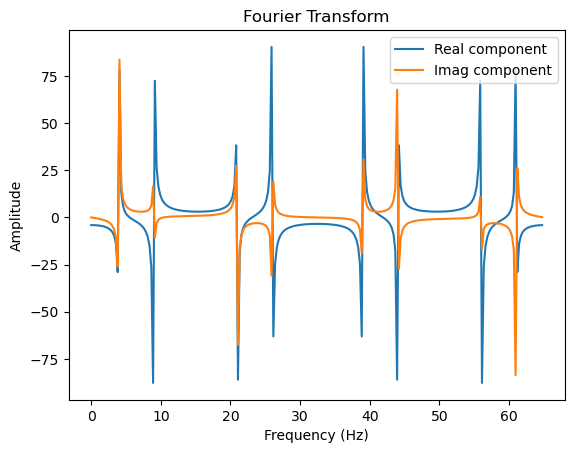 Fourier Transform
Real component
Imag component
75
50
25
0
−25
−50
−75
Amplitude
0 10 20 30 40 50 60
Frequency (Hz)